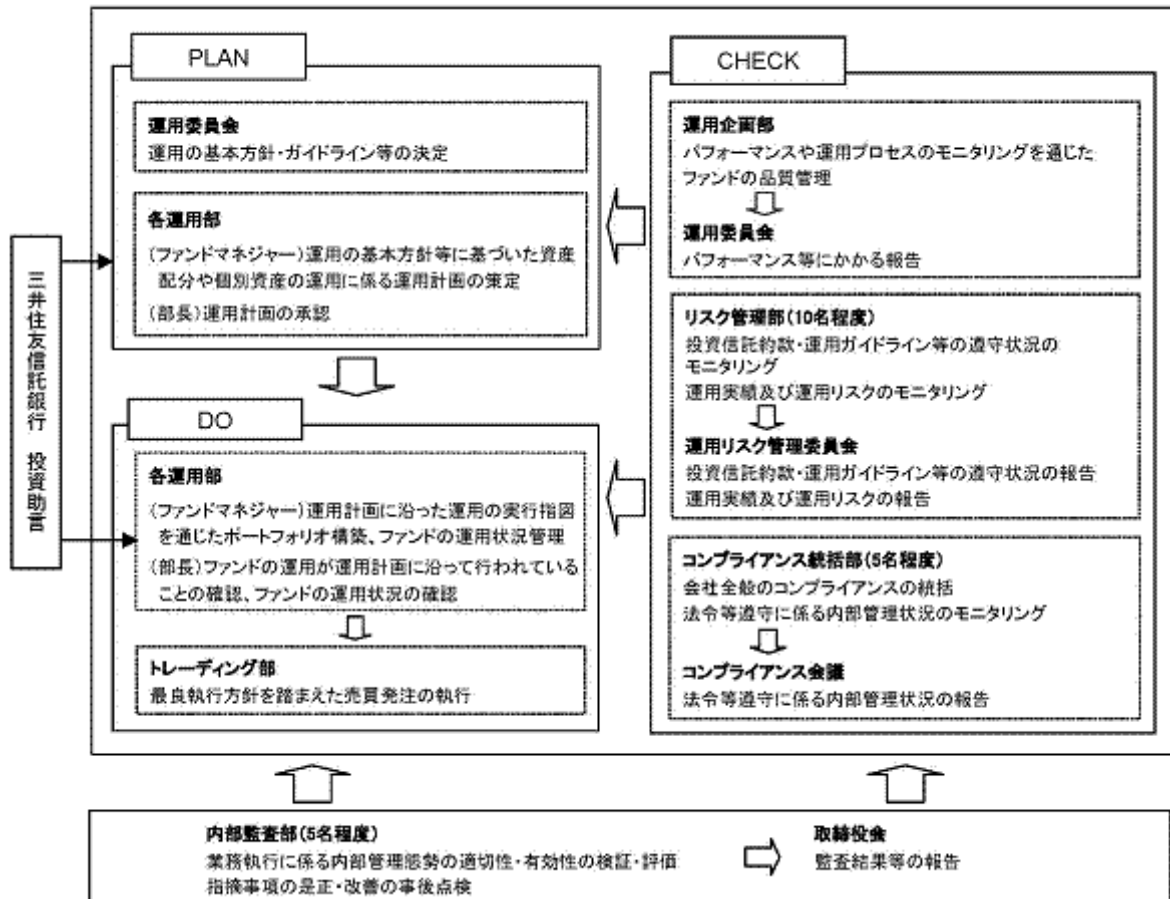 PLAN
運用委員会
運用の基本方針・ガイドライン等の決定
各運用部
(ファンドマネジャー)運用の基本方針等に基づいた資産
配分や個別資産の運用に係る運用計画の策定
(部長)運用計画の承認
三井住友信託銀行 投資助言
DO
各運用部
(ファンドマネジャー)運用計画に沿った運用の実行指図
を通じたポートフォリオ構築、ファンドの運用状況管理
(部長)ファンドの運用が運用計画に沿って行われている
ことの確認、ファンドの運用状況の確認
トレーディング部
最良執行方針を踏まえた売買発注の執行
CHECK
運用企画部
パフォーマンスや運用プロセスのモニタリングを通じた
ファンドの品質管理
運用委員会
パフォーマンス等にかかる報告
リスク管理部(10名程度)
投資信託約款・運用ガイドライン等の遵守状況の
モニタリング
運用実績及び運用リスクのモニタリング
運用リスク管理委員会
投資信託約款・運用ガイドライン等の遵守状況の報告
運用実績及び運用リスクの報告
コンプライアンス統括部(5名程度)
会社全般のコンプライアンスの統括
法令等遵守に係る内部管理状況のモニタリング
コンプライアンス会議
法令等遵守に係る内部管理状況の報告
内部監査部(5名程度)
業務執行に係る内部管理態勢の適切性・有効性の検証・評価
指摘事項の是正・改善の事後点検
取締役会
監査結果等の報告